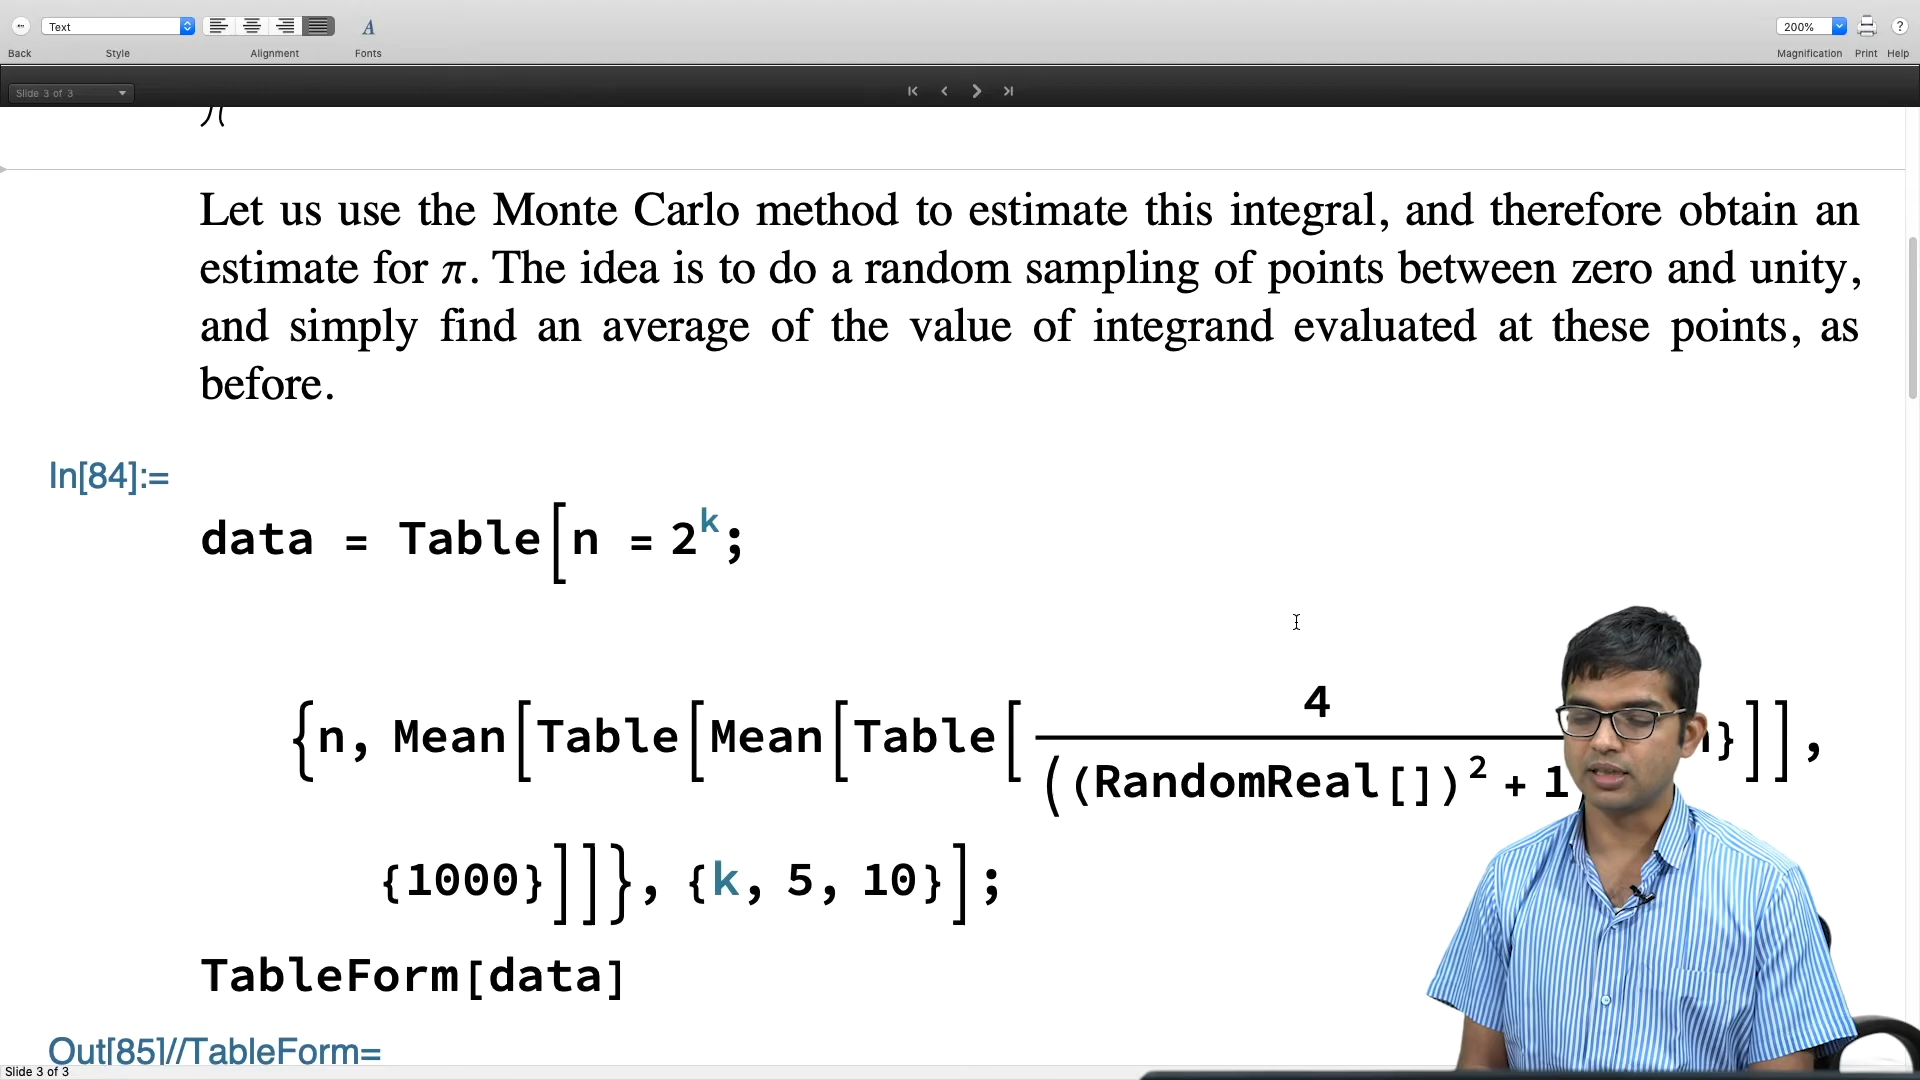 Text
200%
Back Style Alignment Fonts Magnification Print Help
Slide 3 of 3
π
Let us use the Monte Carlo method to estimate this integral, and therefore obtain an
estimate for π. The idea is to do a random sampling of points between zero and unity,
and simply find an average of the value of integrand evaluated at these points, as
before.
In[84]:=
data = Table[n = 2^k;
{n, Mean[Table[Mean[Table[4/((RandomReal[])^2 + 1 }]],
{1000}]]}, {k, 5, 10}];
TableForm[data]
Out[85]//TableForm=
Slide 3 of 3